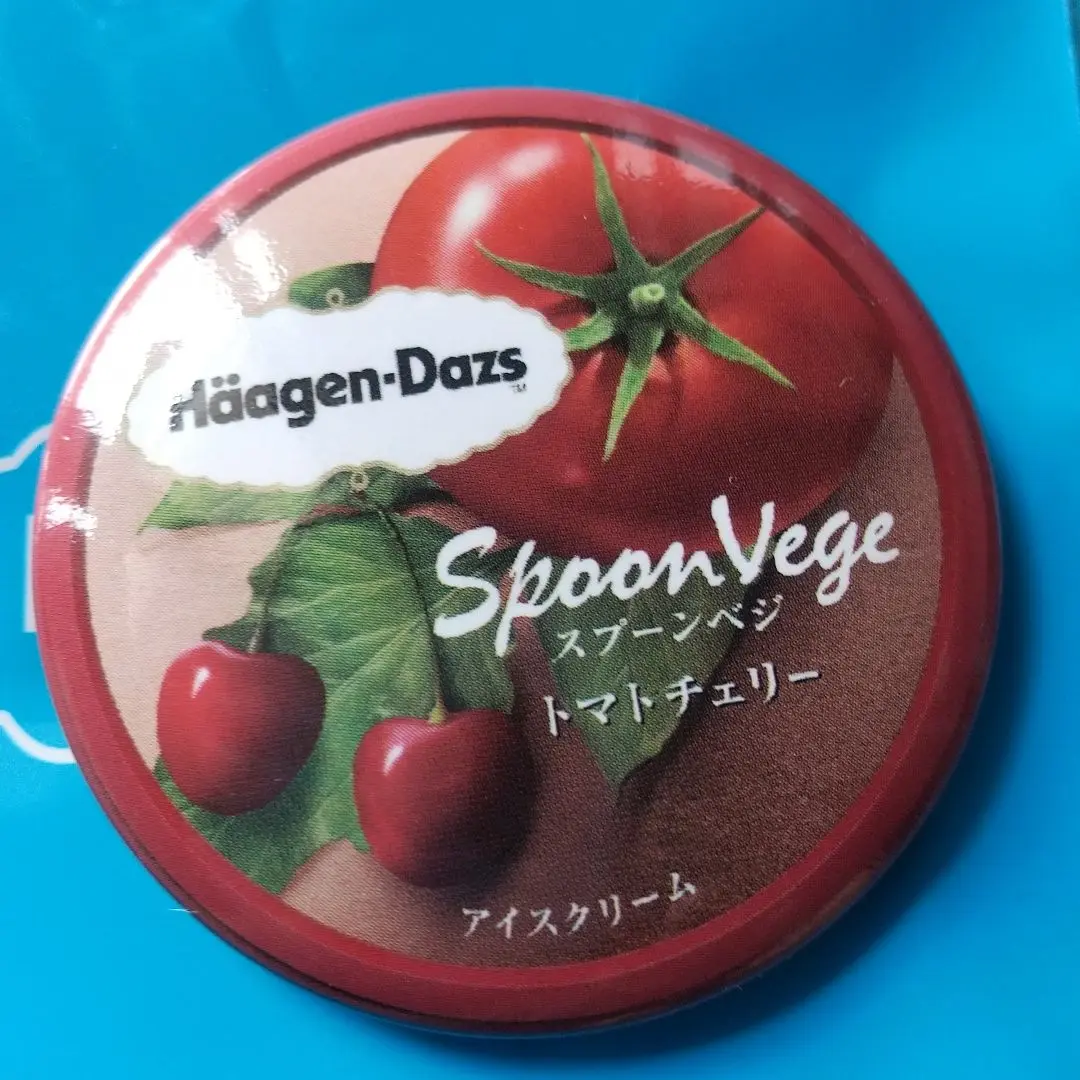 Häagen-Dazs
TM
SpoonVege
スプーンベジ
トマトチェリー
アイスクリーム